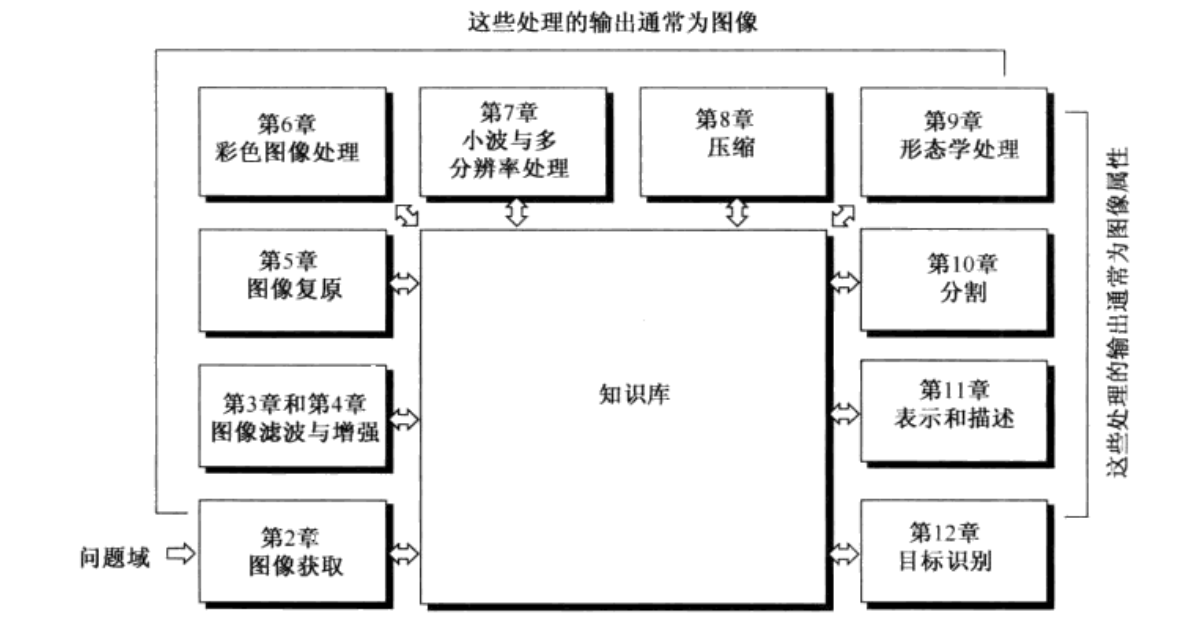 这些处理的输出通常为图像
第6章
彩色图像处理
第7章
小波与多
分辨率处理
第8章
压缩
第9章
形态学处理
第5章
图像复原
第10章
分割
知识库
第3章和第4章
图像滤波与增强
第11章
表示和描述
第2章
图像获取
第12章
目标识别
问题域
这些处理的输出通常为图像属性